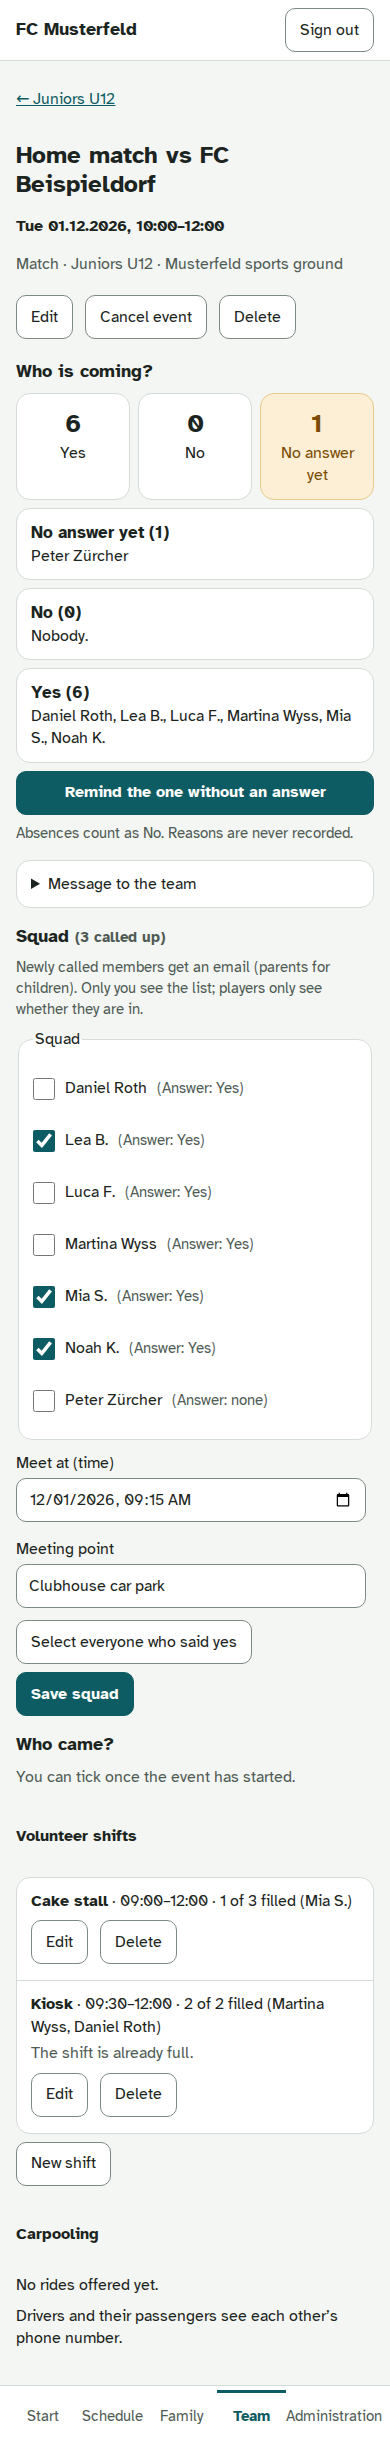 FC Musterfeld
Sign out
← Juniors U12
Home match vs FC
Beispieldorf
Tue 01.12.2026, 10:00–12:00
Match · Juniors U12 · Musterfeld sports ground
Edit
Cancel event
Delete
Who is coming?
6
Yes
0
No
1
No answer
yet
No answer yet (1)
Peter Zürcher
No (0)
Nobody.
Yes (6)
Daniel Roth, Lea B., Luca F., Martina Wyss, Mia
S., Noah K.
Remind the one without an answer
Absences count as No. Reasons are never recorded.
▶ Message to the team
Squad (3 called up)
Newly called members get an email (parents for
children). Only you see the list; players only see
whether they are in.
Squad
Daniel Roth (Answer: Yes)
Lea B. (Answer: Yes)
Luca F. (Answer: Yes)
Martina Wyss (Answer: Yes)
Mia S. (Answer: Yes)
Noah K. (Answer: Yes)
Peter Zürcher (Answer: none)
Meet at (time)
12/01/2026, 09:15 AM
Meeting point
Clubhouse car park
Select everyone who said yes
Save squad
Who came?
You can tick once the event has started.
Volunteer shifts
Cake stall · 09:00–12:00 · 1 of 3 filled (Mia S.)
Edit
Delete
Kiosk · 09:30–12:00 · 2 of 2 filled (Martina
Wyss, Daniel Roth)
The shift is already full.
Edit
Delete
New shift
Carpooling
No rides offered yet.
Drivers and their passengers see each other’s
phone number.
Start
Schedule
Family
Team
Administration